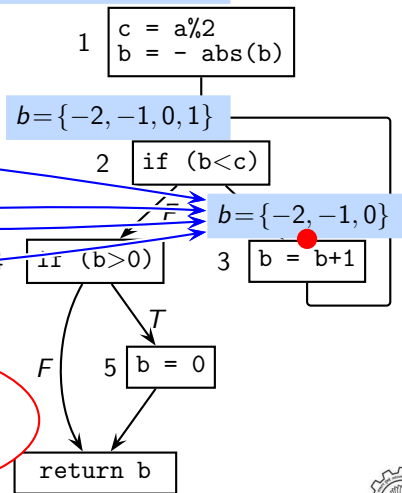 1
c = a%2
b = - abs(b)
b={−2,−1,0,1}
2
if (b<c)
F
b={−2,−1,0}
if (b>0)
3
b = b+1
T
F
5
b = 0
return b